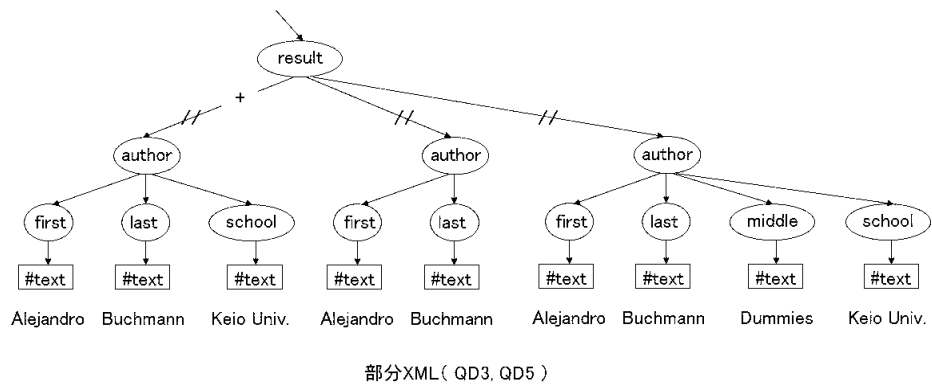 result
+
// // //
author author author
first last school first last first last middle school
#text #text #text #text #text #text #text #text #text
Alejandro Buchmann Keio Univ. Alejandro Buchmann Alejandro Buchmann Dummies Keio Univ.
部分XML( QD3, QD5 )